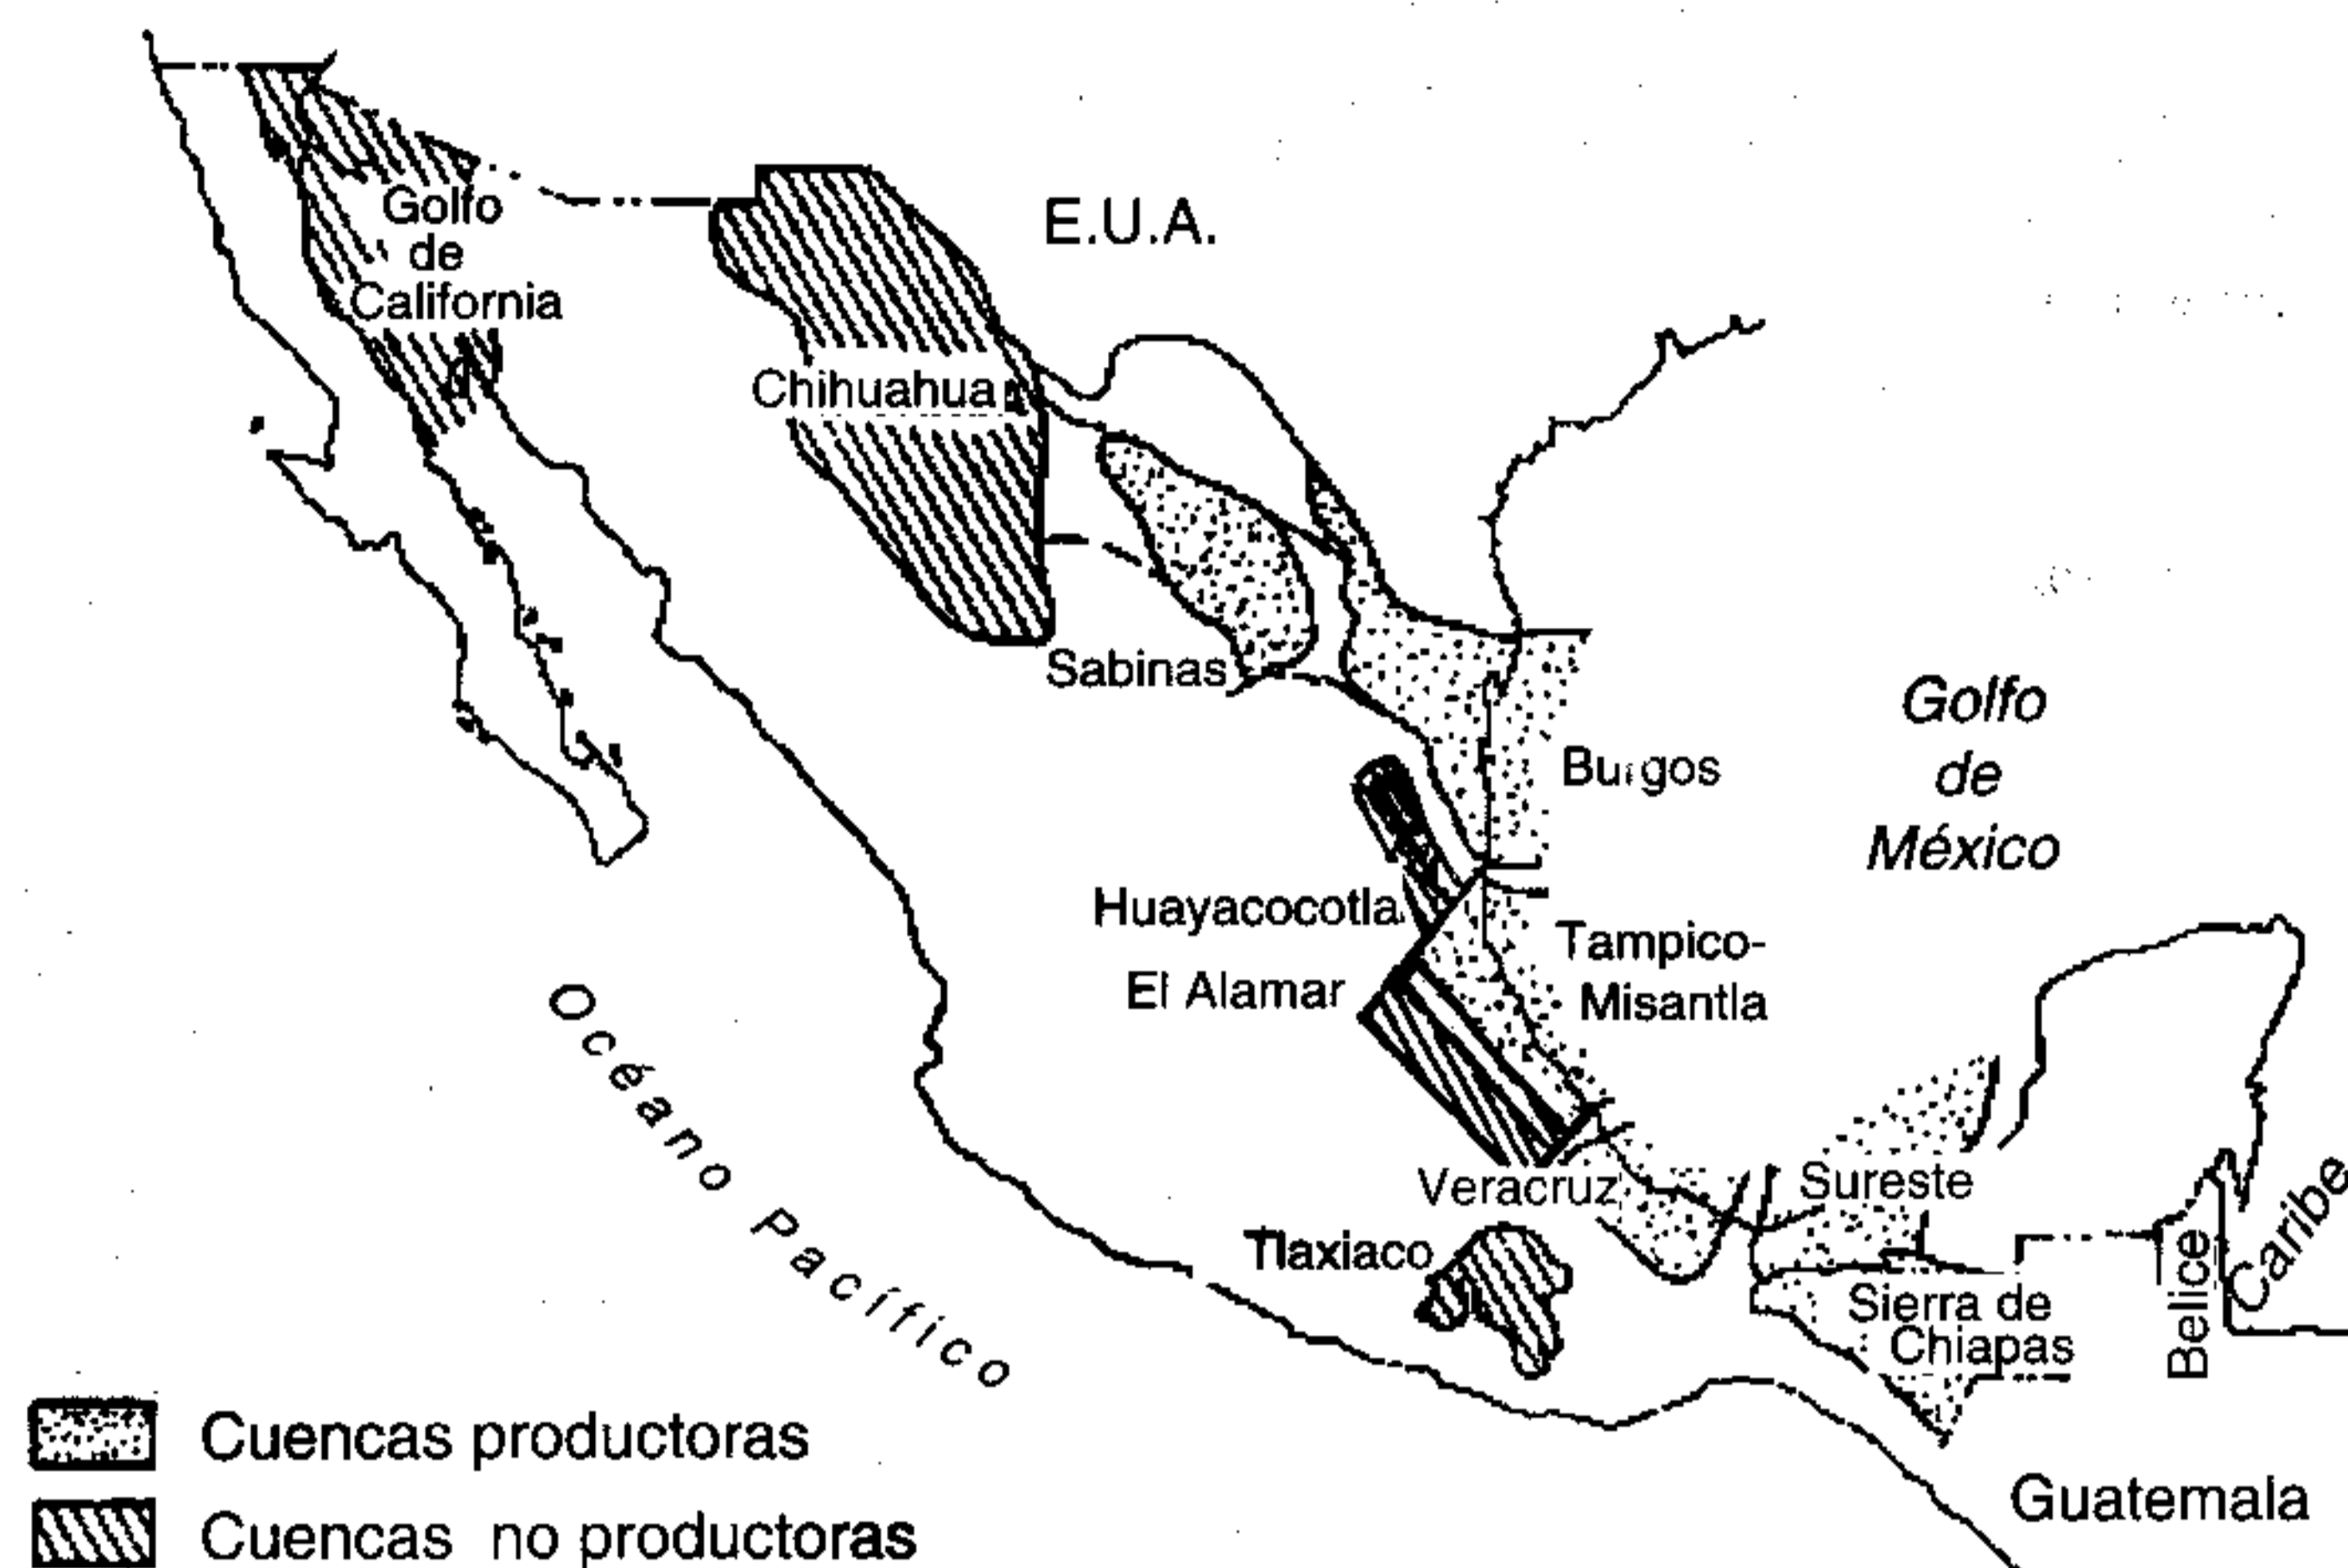 Golfo
de
California
E.U.A.
Chihuahua
Sabinas
Burgos
Golfo
de
México
Huayacocotla
El Alamar
Tampico-
Misantla
Océano Pacífico
Veracruz
Sureste
Tlaxiaco
Sierra de
Chiapas
Belice
Caribe
Guatemala
Cuencas productoras
Cuencas no productoras